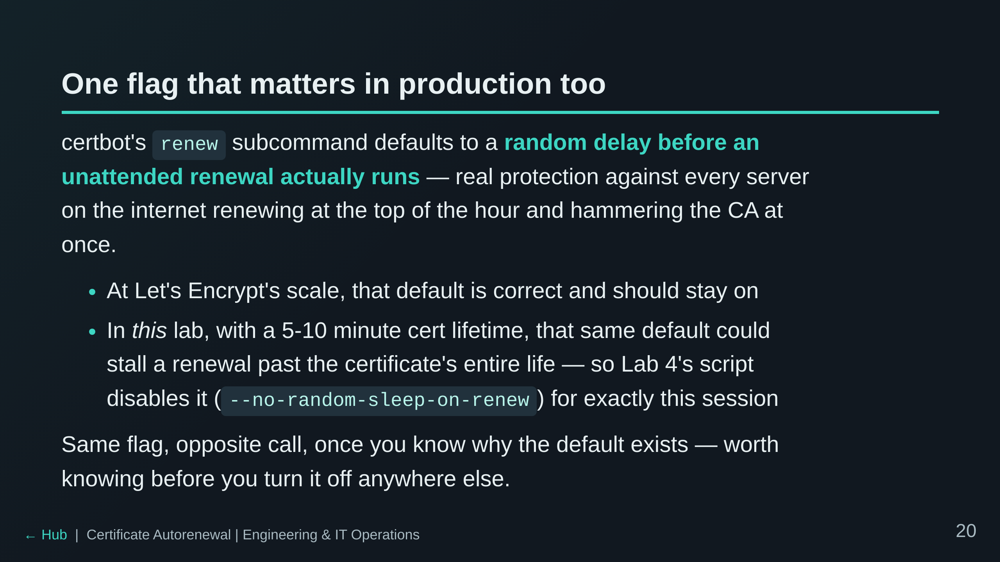 One flag that matters in production too
certbot's renew subcommand defaults to a random delay before an
unattended renewal actually runs — real protection against every server
on the internet renewing at the top of the hour and hammering the CA at
once.
• At Let's Encrypt's scale, that default is correct and should stay on
• In this lab, with a 5-10 minute cert lifetime, that same default could
stall a renewal past the certificate's entire life — so Lab 4's script
disables it (--no-random-sleep-on-renew) for exactly this session
Same flag, opposite call, once you know why the default exists — worth
knowing before you turn it off anywhere else.
← Hub | Certificate Autorenewal | Engineering & IT Operations
20